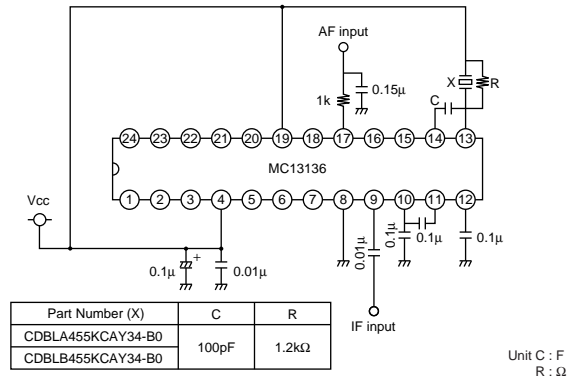 AF input
0.15μ
1k
X
R
C
24 23 22 21 20 19 18 17 16 15 14 13
MC13136
1 2 3 4 5 6 7 8 9 10 11 12
Vcc
+
0.1μ
0.01μ
0.01μ
0.1μ
0.1μ
0.1μ
IF input
Part Number (X) C R
CDBLA455KCAY34-B0 100pF 1.2kΩ
CDBLB455KCAY34-B0
Unit C : F
R : Ω